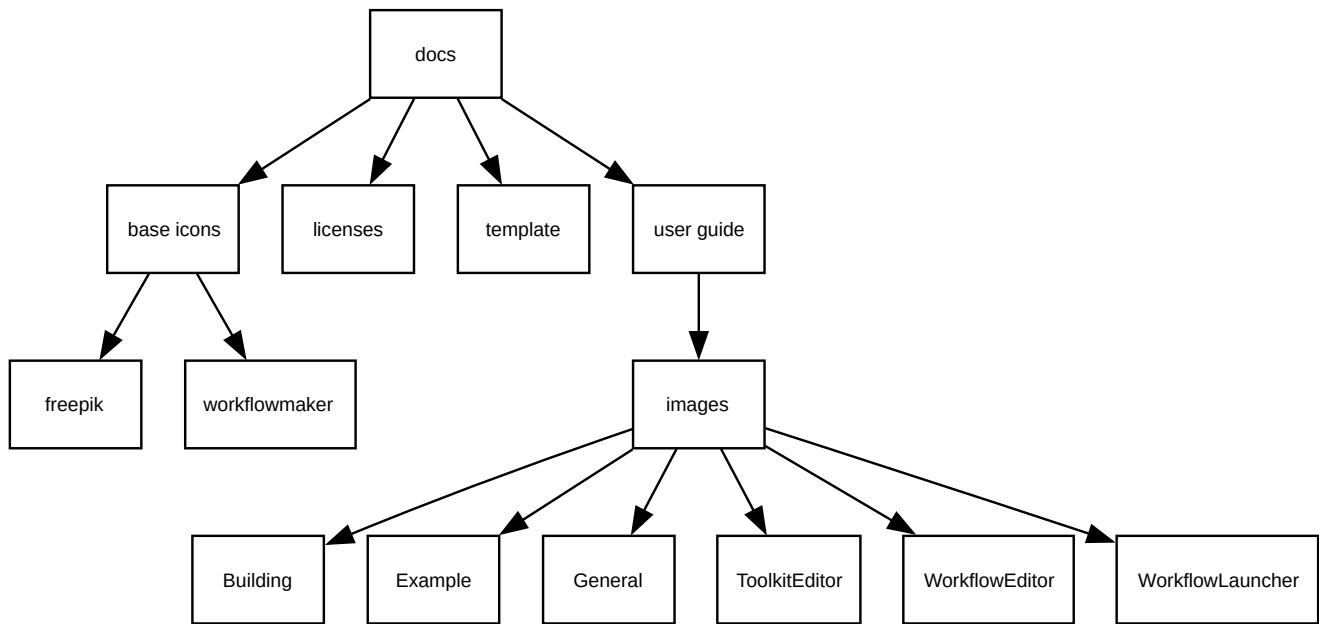 docs
base icons
licenses
template
user guide
freepik
workflowmaker
images
Building
Example
General
ToolkitEditor
WorkflowEditor
WorkflowLauncher